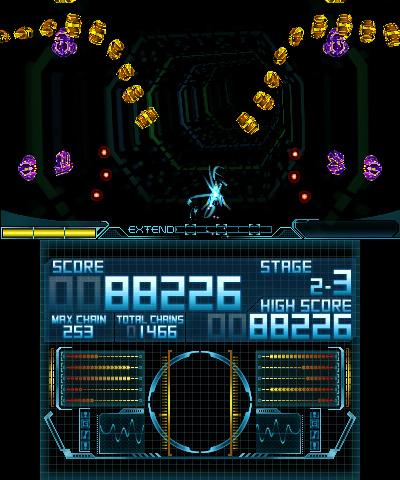 EXTEND
SCORE
0088226
STAGE
2-3
HIGH SCORE
0088226
MAX CHAIN
253
TOTAL CHAINS
01466